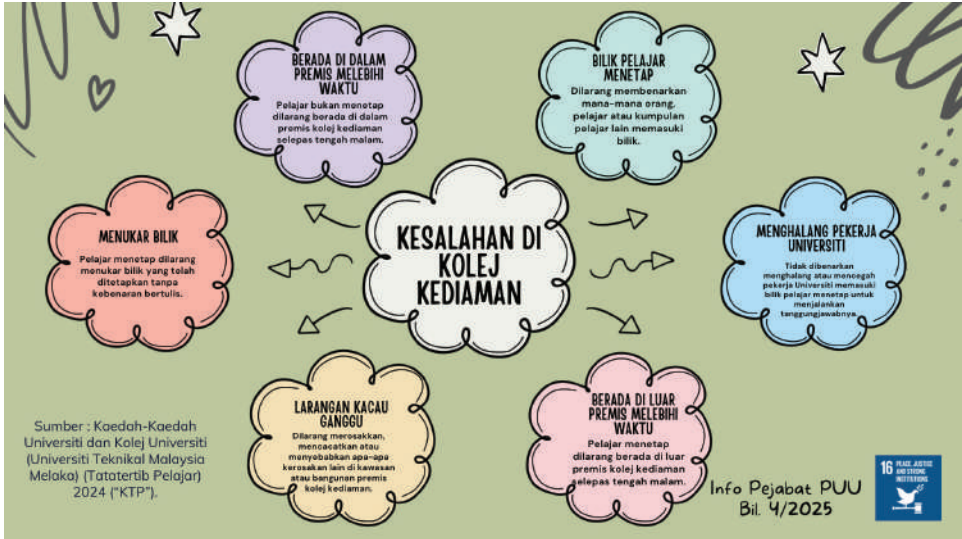 BERADA DI DALAM
PREMIS MELEBIHI
WAKTU
Pelajar bukan menetap
dilarang berada di dalam
premis kolej kediaman
selepas tengah malam.
BILIK PELAJAR
MENETAP
Dilarang membenarkan
mana-mana orang,
pelajar atau kumpulan
pelajar lain memasuki
bilik.
MENUKAR BILIK
Pelajar menetap dilarang
menukar bilik yang telah
ditetapkan tanpa
kebenaran bertulis.
KESALAHAN DI
KOLEJ
KEDIAMAN
MENGHALANG PEKERJA
UNIVERSITI
Tidak dibenarkan
menghalang atau mencegah
pekerja Universiti memasuki
bilik pelajar menetap untuk
menjalankan
tanggungjawabnya.
LARANGAN KACAU
GANGGU
Dilarang merosakkan,
mencacatkan atau
menyebabkan apa-apa
kerosakan lain di kawasan
atau bangunan premis
kolej kediaman.
BERADA DI LUAR
PREMIS MELEBIHI
WAKTU
Pelajar menetap
dilarang berada di luar
premis kolej kediaman
selepas tengah malam.
Sumber : Kaedah-Kaedah
Universiti dan Kolej Universiti
(Universiti Teknikal Malaysia
Melaka) (Tatatertib Pelajar)
2024 ("KTP").
Info Pejabat PUU
Bil. 4/2025
16 PEACE, JUSTICE
AND STRONG
INSTITUTIONS